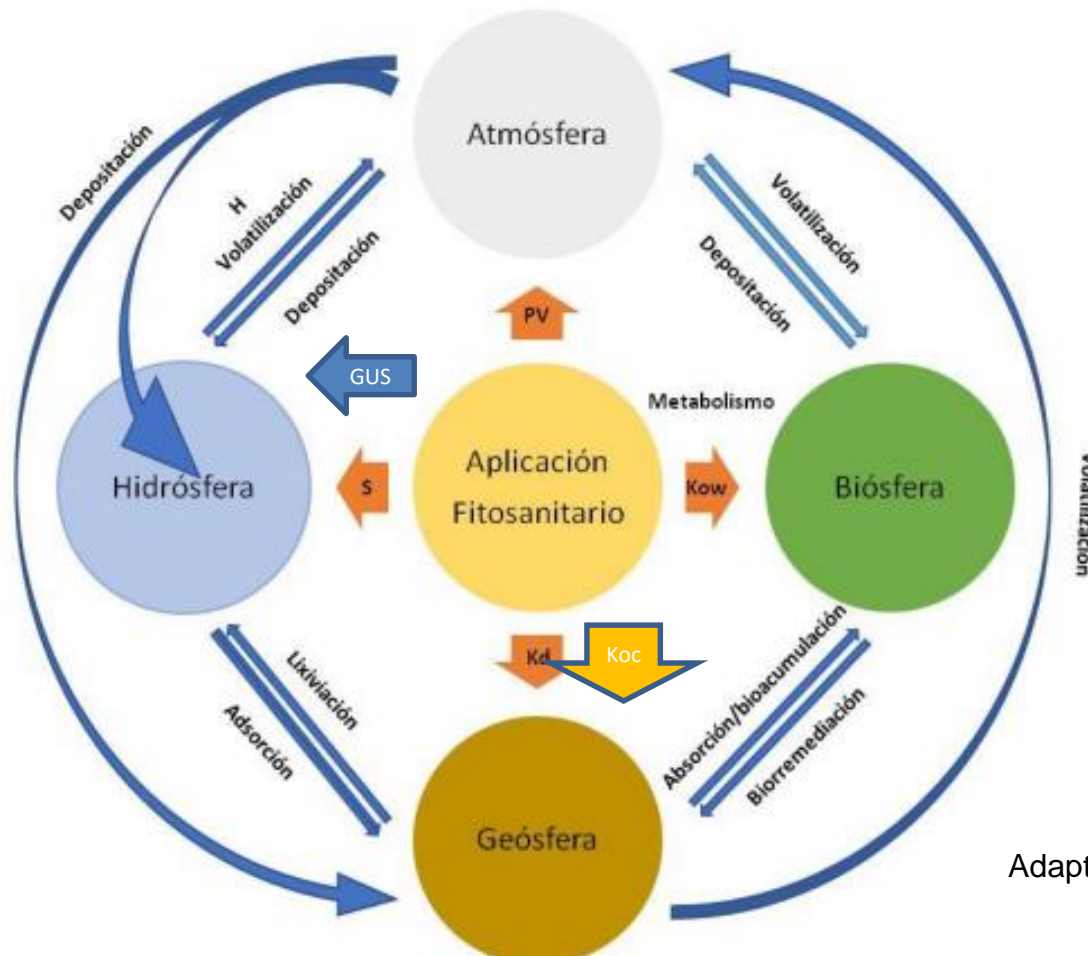 Atmósfera
Depositación
H
Volatilización
Depositación
Volatilización
Depositación
PV
GUS
Metabolismo
Hidrósfera
S
Aplicación
Fitosanitario
Kow
Biósfera
Volatilización
Kd
Koc
Lixiviación
Adsorción
Absorción/bioacumulación
Biorremediación
Geósfera
Adapt